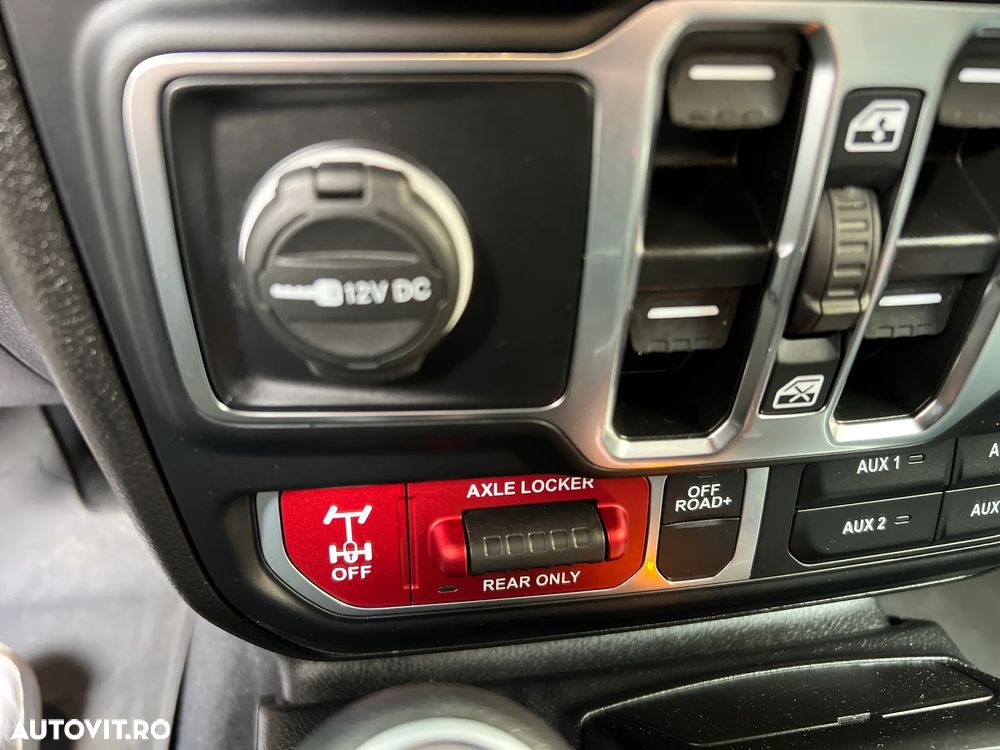 12V DC
AXLE LOCKER
OFF
REAR ONLY
OFF
ROAD+
AUX 1
AUX 2
A
AUX
AUTOVIT.RO